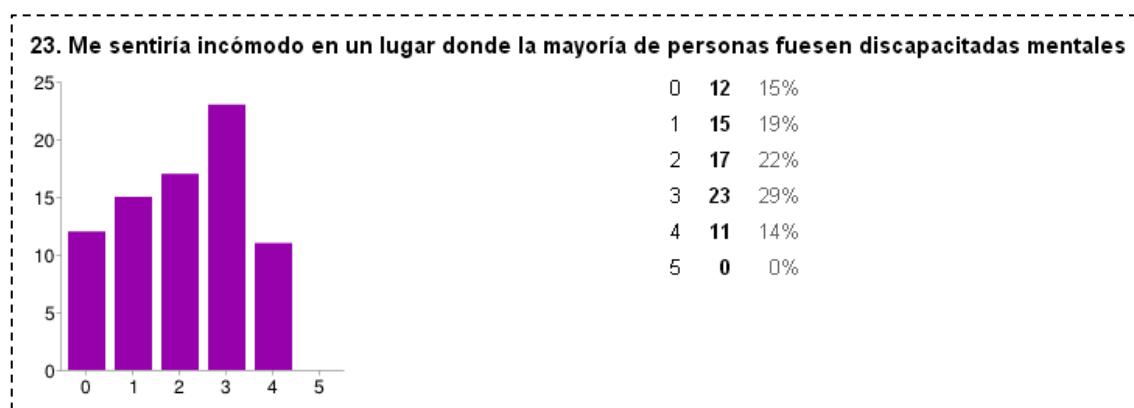 23. Me sentiría incómodo en un lugar donde la mayoría de personas fuesen discapacitadas mentales
25
20
15
10
5
0
0 1 2 3 4 5
0 12 15%
1 15 19%
2 17 22%
3 23 29%
4 11 14%
5 0 0%